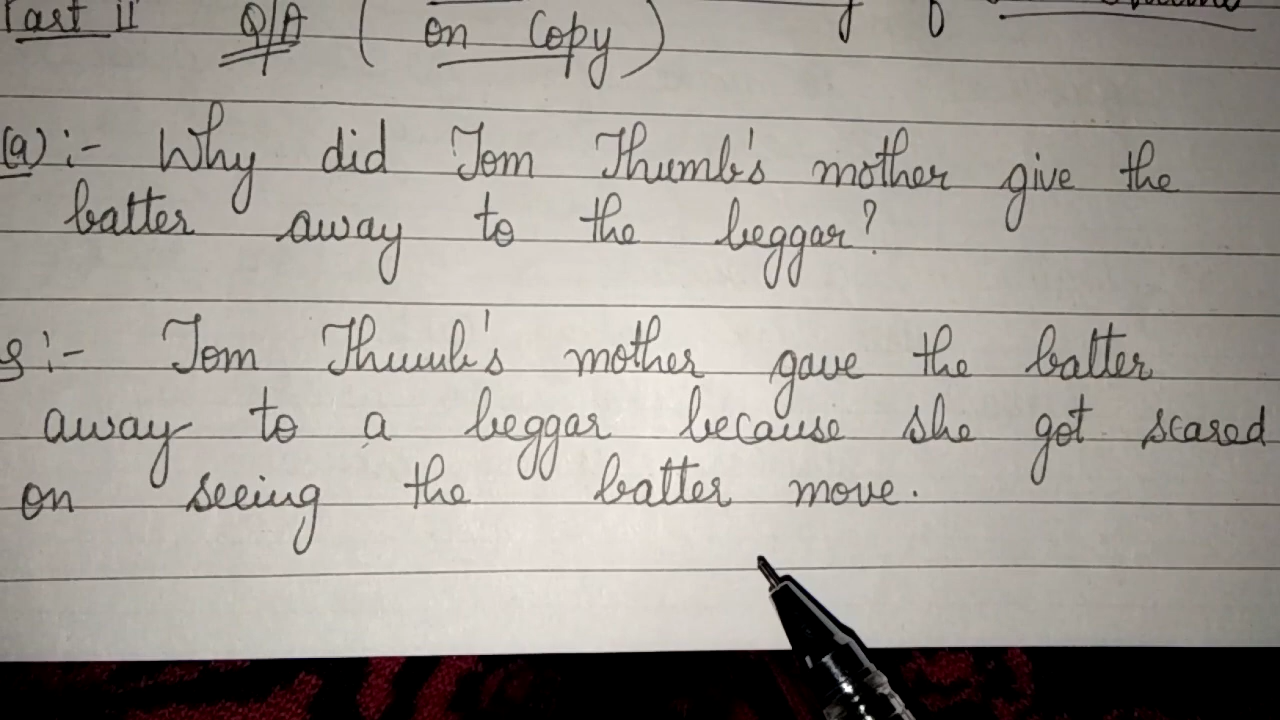 Part II Q/A (on Copy)
(a):- Why did Tom Thumb's mother give the
batter away to the beggar?
s:- Tom Thumb's mother gave the batter
away to a beggar because she got scared
on seeing the batter move.